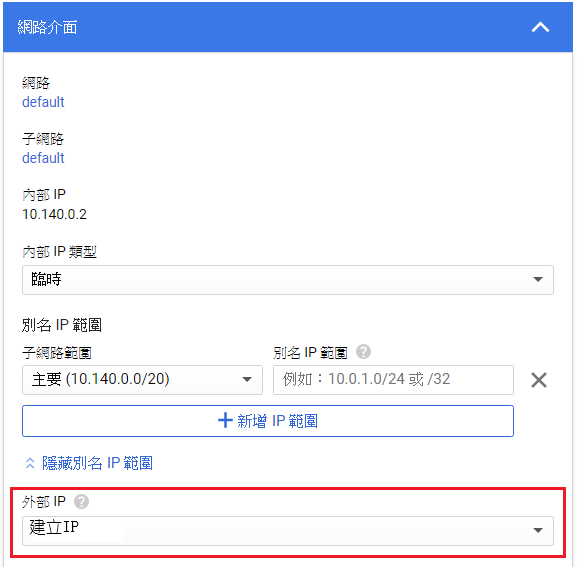 網路介面
網路
default
子網路
default
內部 IP
10.140.0.2
內部 IP 類型
臨時
別名 IP 範圍
子網路範圍 別名 IP 範圍 ?
主要 (10.140.0.0/20) 例如：10.0.1.0/24 或 /32
新增 IP 範圍
隱藏別名 IP 範圍
外部 IP ?
建立IP